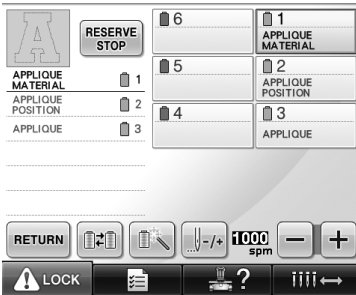 A
RESERVE
STOP
APPLIQUE
MATERIAL 1
APPLIQUE
POSITION 2
APPLIQUE 3
6
1
APPLIQUE
MATERIAL
5
2
APPLIQUE
POSITION
4
3
APPLIQUE
RETURN
-/+
1000
spm
− +
LOCK
?